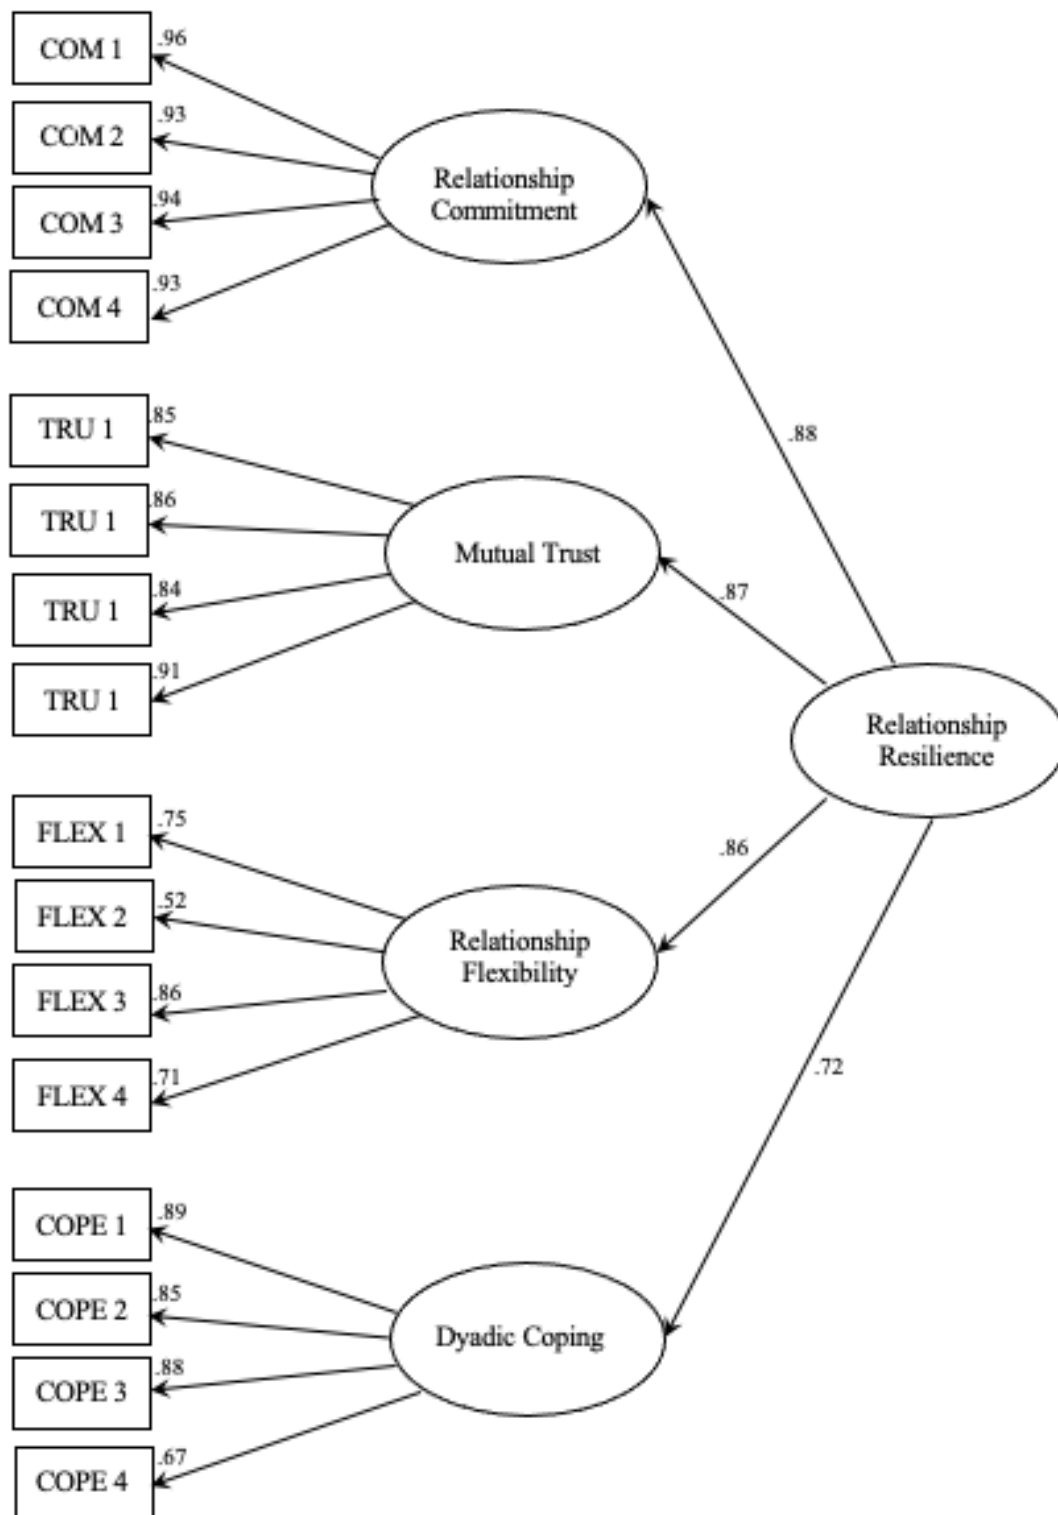 COM 1
.96
COM 2
.93
COM 3
.94
COM 4
.93
Relationship
Commitment
.88
TRU 1
.85
TRU 1
.86
TRU 1
.84
TRU 1
.91
Mutual Trust
.87
Relationship
Resilience
FLEX 1
.75
FLEX 2
.52
FLEX 3
.86
FLEX 4
.71
Relationship
Flexibility
.86
.72
COPE 1
.89
COPE 2
.85
COPE 3
.88
COPE 4
.67
Dyadic Coping